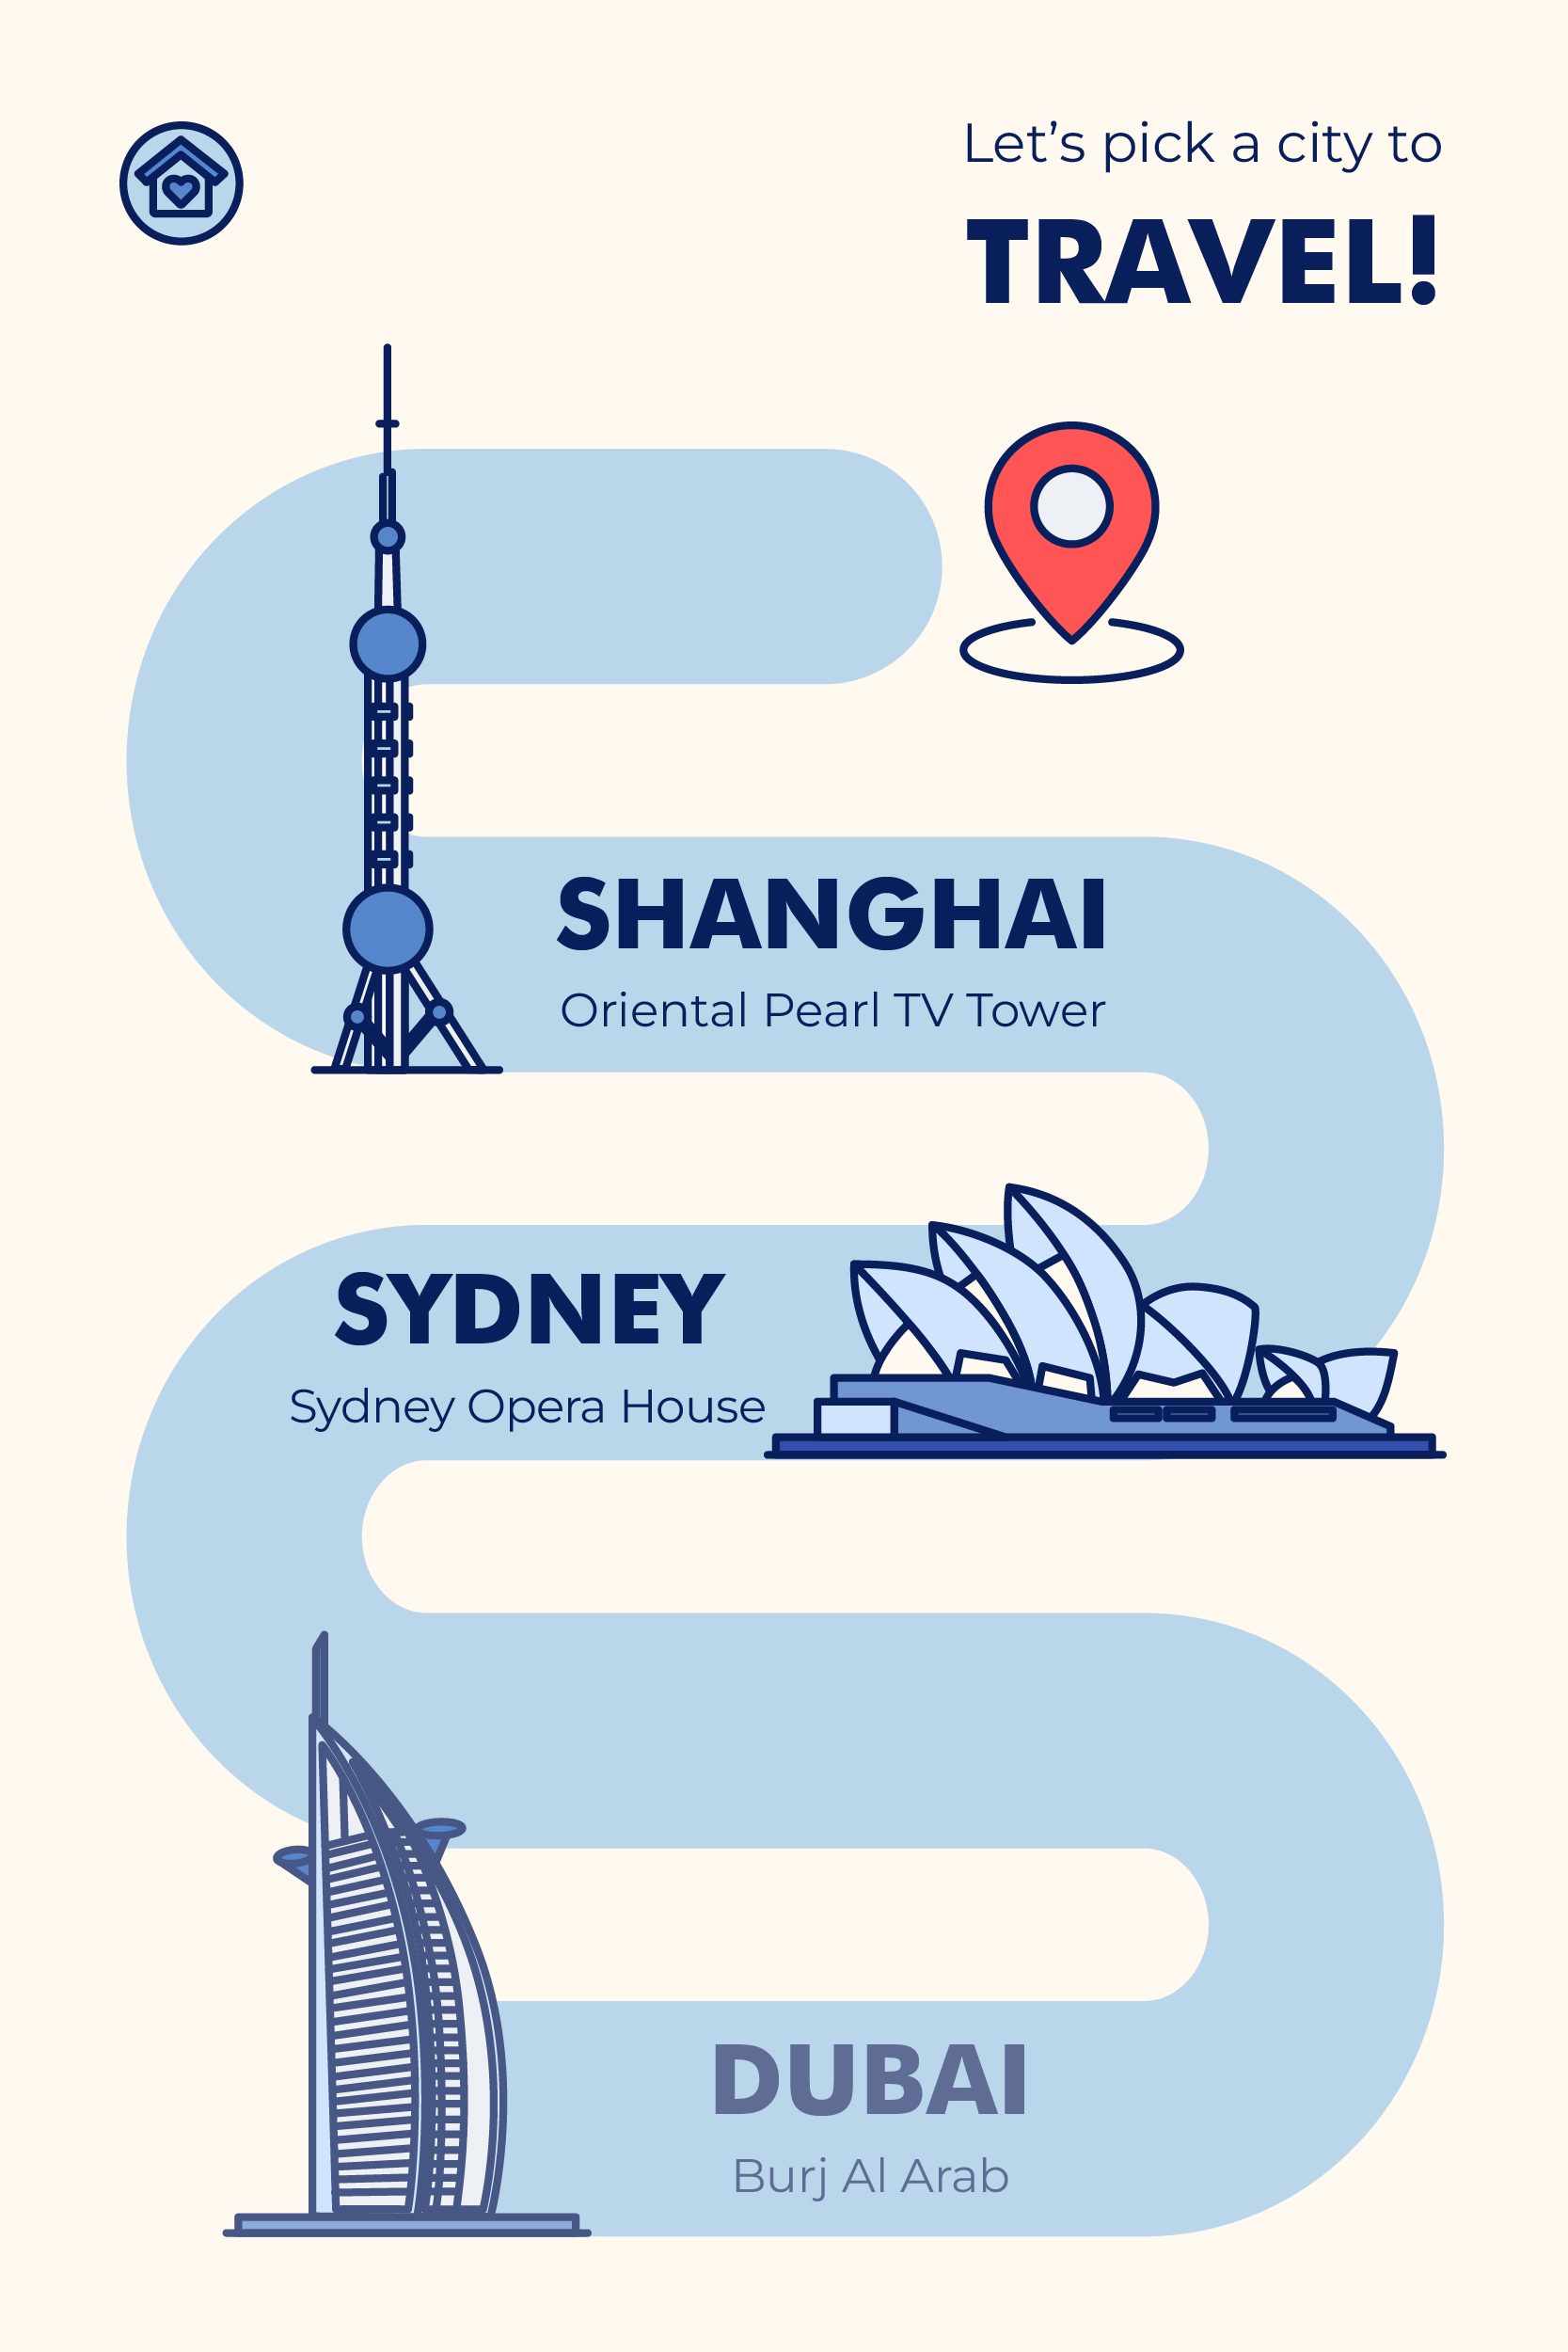 Let’s pick a city to
TRAVEL!
SHANGHAI
Oriental Pearl TV Tower
SYDNEY
Sydney Opera House
DUBAI
Burj Al Arab